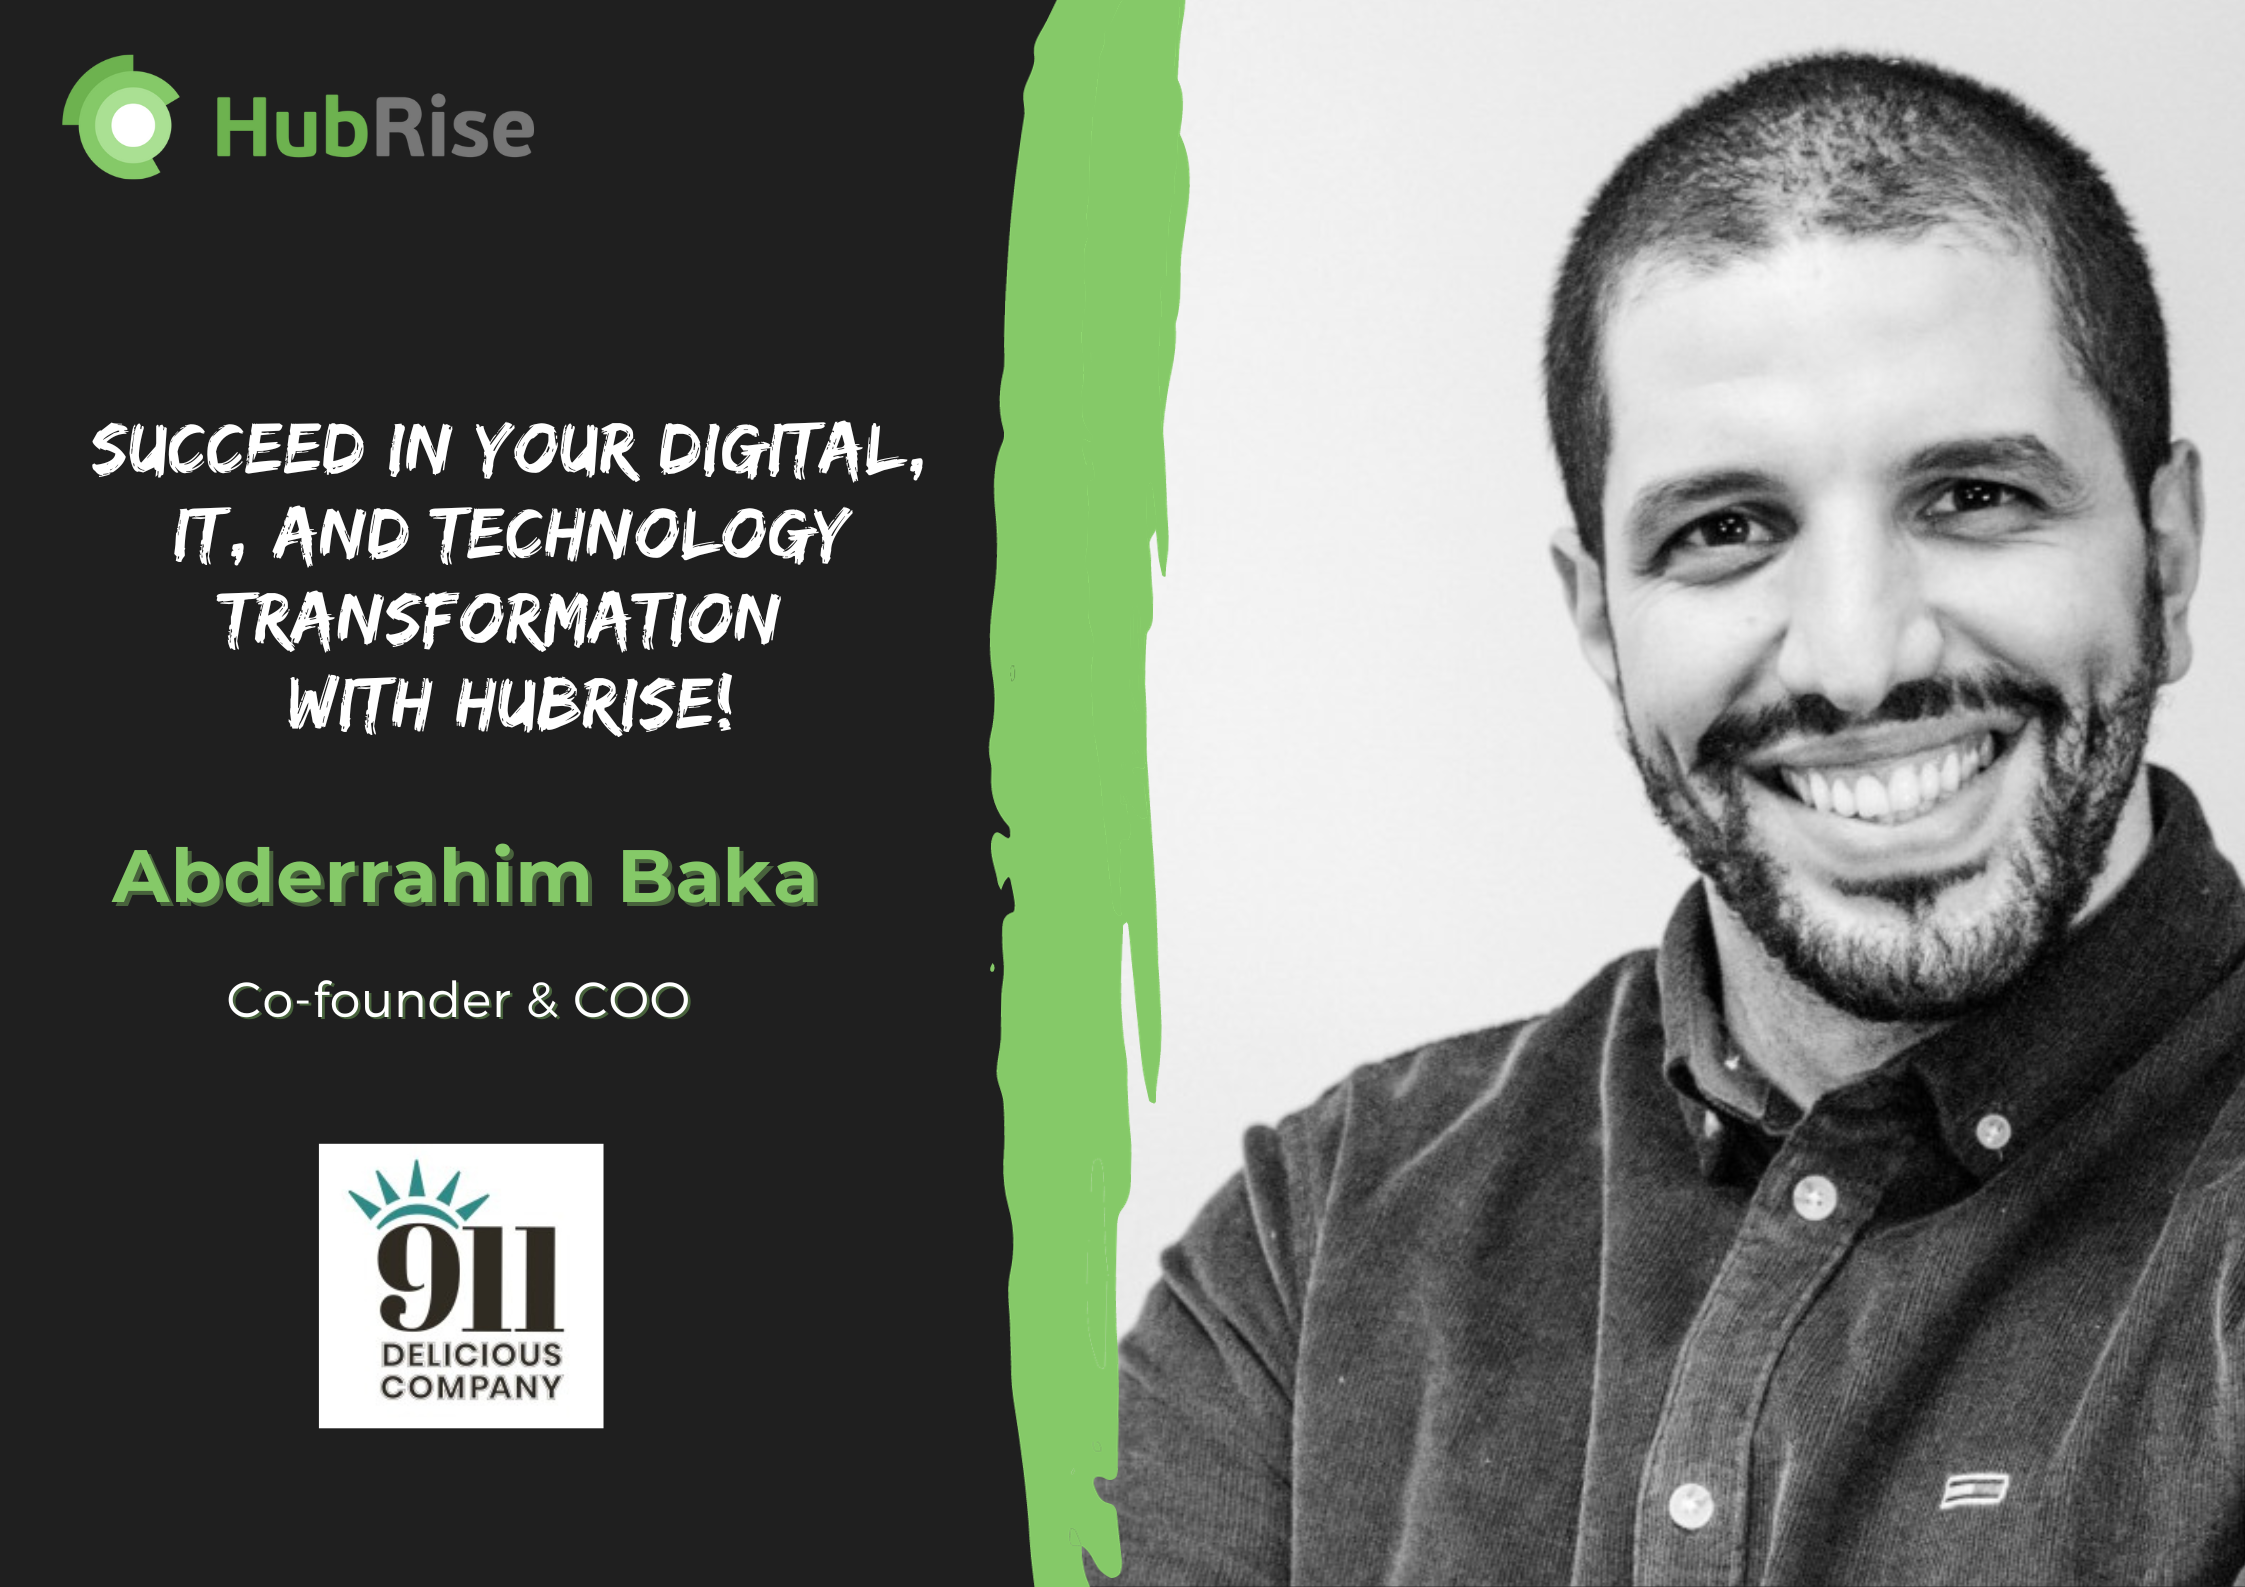 HubRise
SUCCEED IN YOUR DIGITAL,
IT, AND TECHNOLOGY
TRANSFORMATION
WITH HUBRISE!
Abderrahim Baka
Co-founder & COO
911
DELICIOUS
COMPANY